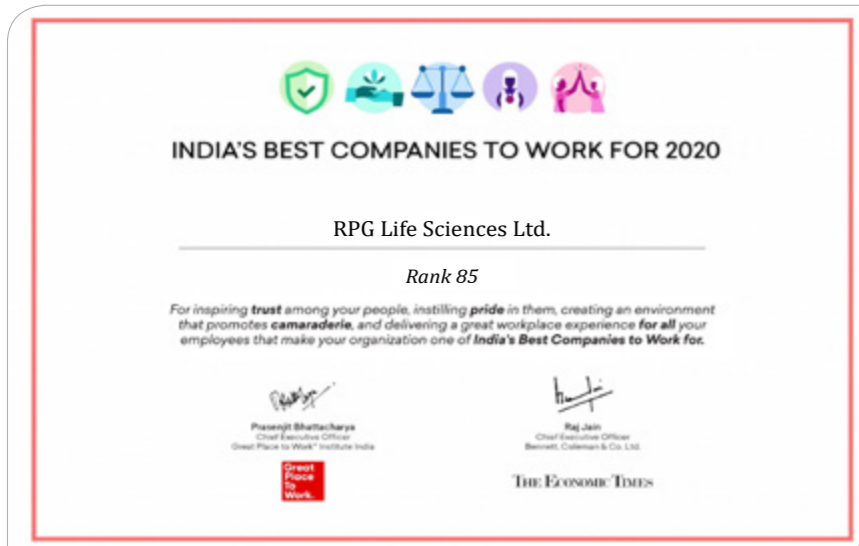 INDIA'S BEST COMPANIES TO WORK FOR 2020
RPG Life Sciences Ltd.
Rank 85
For inspiring trust among your people, instilling pride in them, creating an environment
that promotes camaraderie, and delivering a great workplace experience for all your
employees that make your organization one of India's Best Companies to Work for.
Prasenjit Bhattacharya
Chief Executive Officer
Great Place to Work® Institute India
Great
Place
To
Work.
Raj Jain
Chief Executive Officer
Bennett, Coleman & Co. Ltd.
THE ECONOMIC TIMES